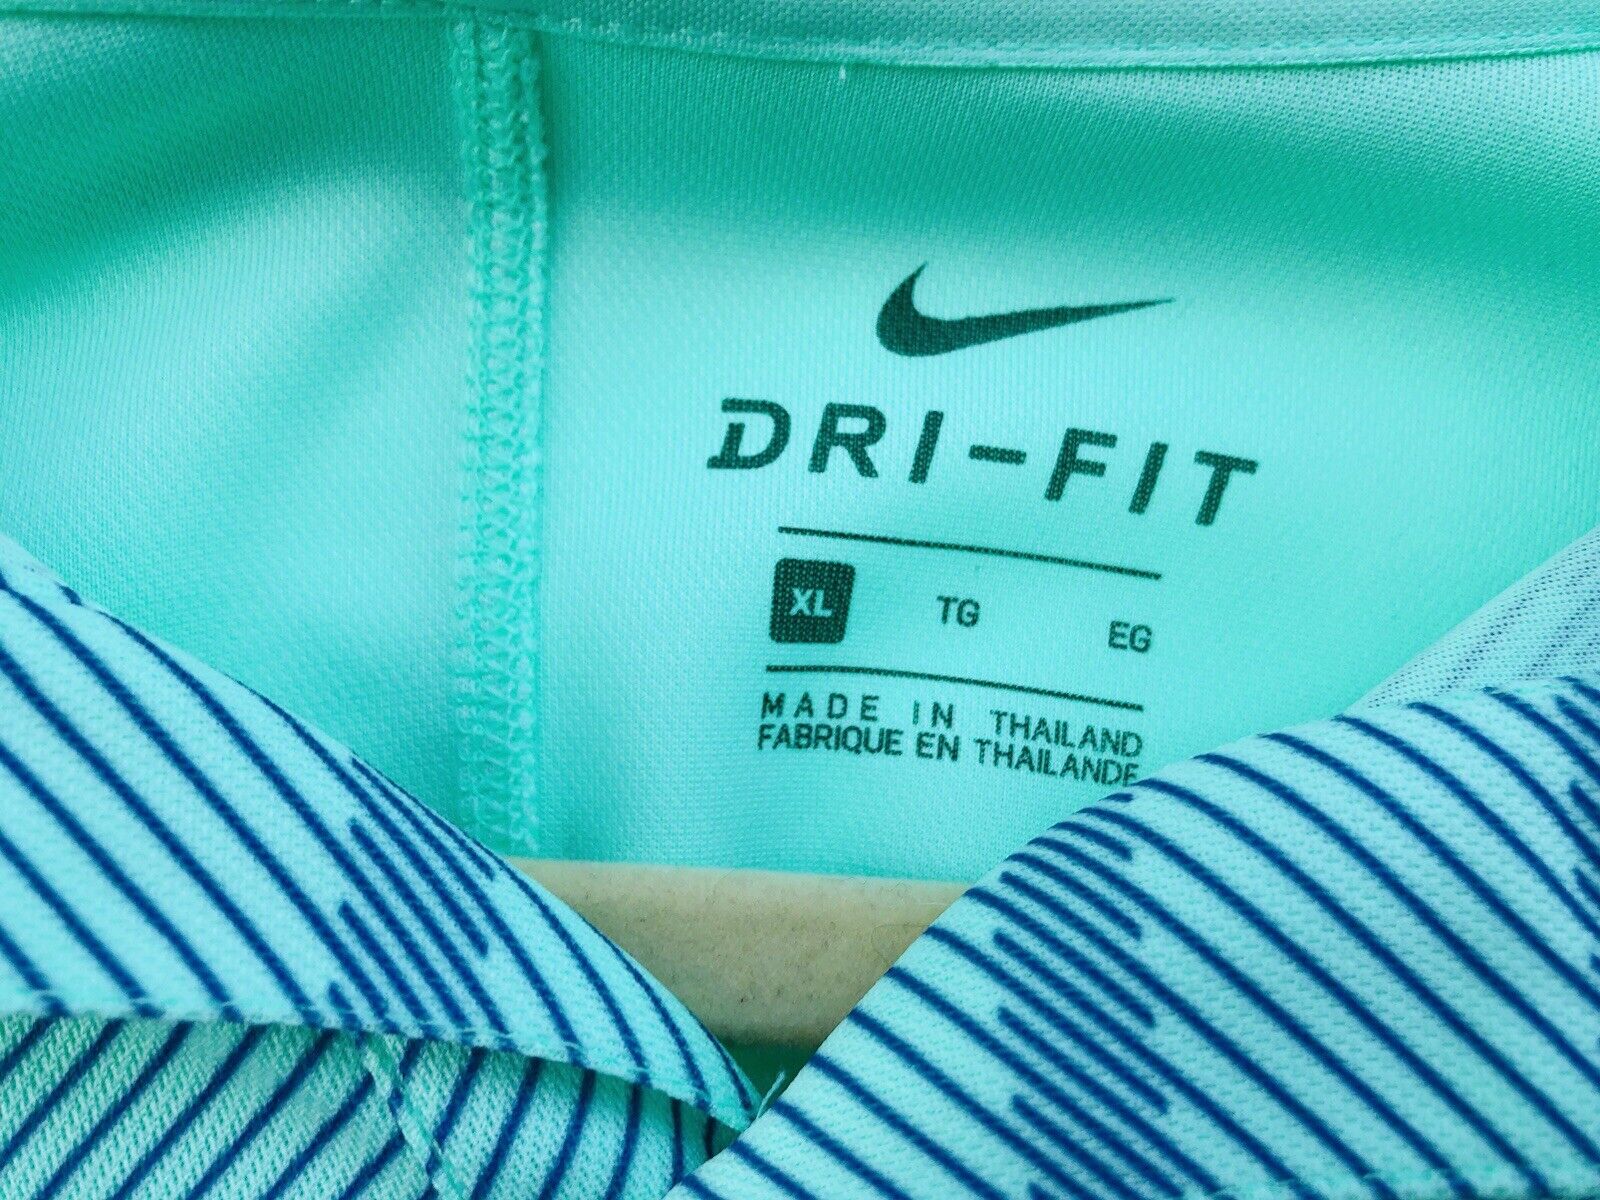 DRI-FIT
XL TG EG
MADE IN THAILAND
FABRIQUE EN THAILANDE